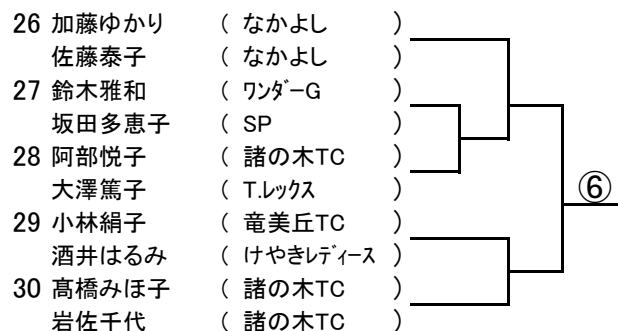 26 加藤ゆかり ( なかよし )
佐藤泰子 ( なかよし )
27 鈴木雅和 ( ワンダーG )
坂田多恵子 ( SP )
28 阿部悦子 ( 諸の木TC )
大澤篤子 ( T.レックス )
⑥
29 小林絹子 ( 竜美丘TC )
酒井はるみ ( けやきレディース )
30 髙橋みほ子 ( 諸の木TC )
岩佐千代 ( 諸の木TC )